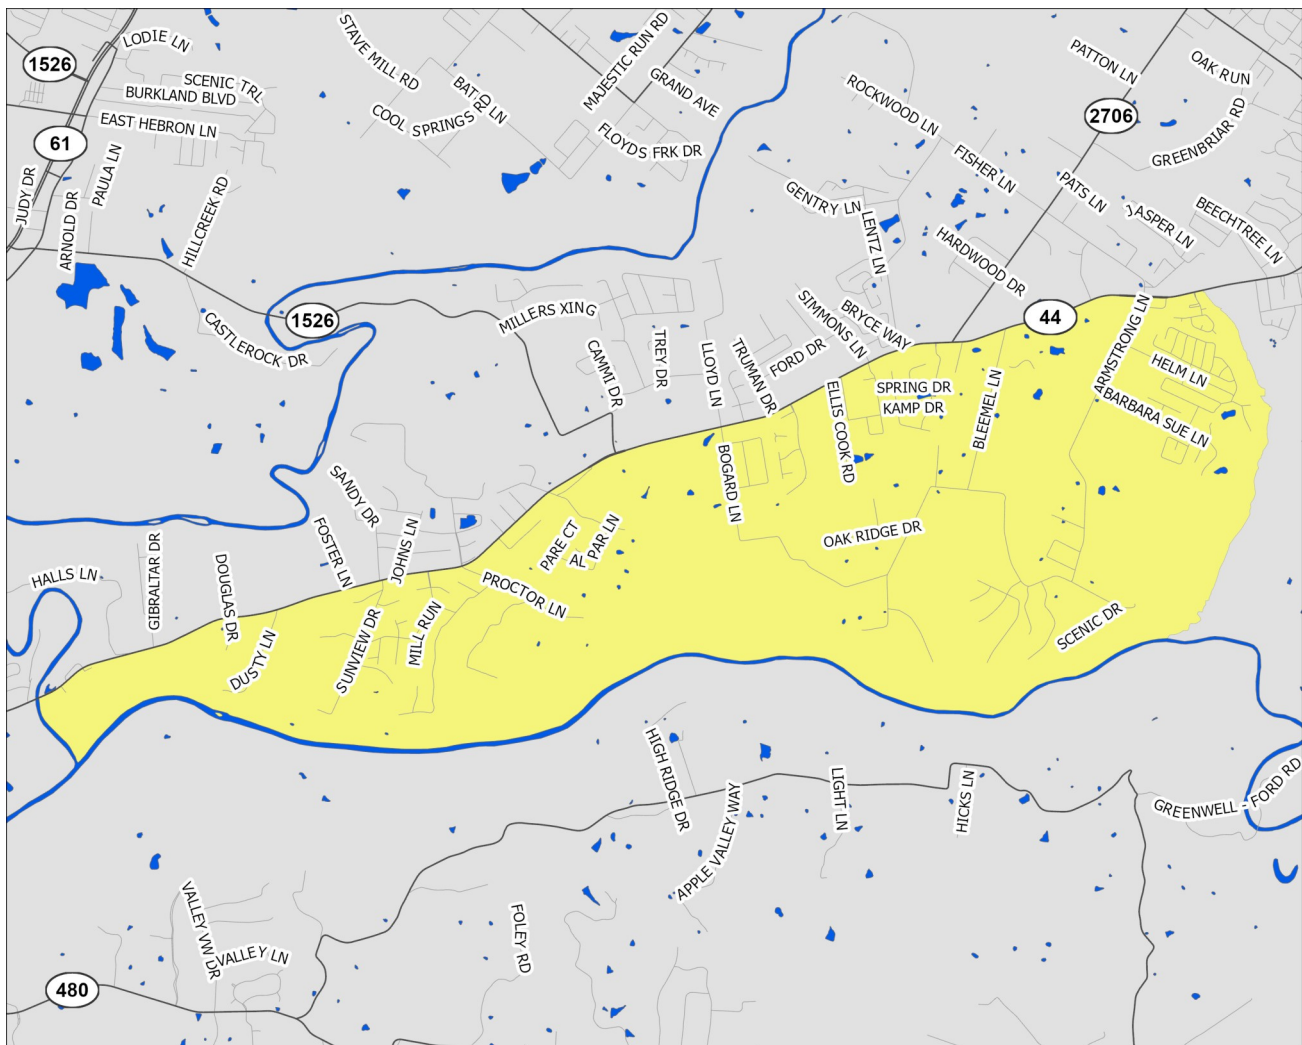 LODIE LN
1526
SCENIC TRL
BURKLAND BLVD
EAST HEBRON LN
61
JUDY DR
ARNOLD DR
PAULA LN
HILLCREEK RD
STAVE MILL RD
COOL SPRINGS RD
MAJESTIC RUN RD
GRAND AVE
FLOYDS FRK DR
ROCKWOOD LN
PATTON LN
OAK RUN
2706
GREENBRIAR RD
FISHER LN
PATS LN
JASPER LN
BEECHTREE LN
GENTRY LN
LENTZ LN
HARDWOOD DR
CASTLEROCK DR
1526
MILLERS XING
CAMMI DR
TREY DR
LLOYD LN
TRUMAN DR
FORD DR
SIMMONS LN
BRYCE WAY
44
ARMSTRONG LN
HELM LN
BARBARA SUE LN
SPRING DR
KAMP DR
ELLIS COOK RD
BLEEMEL LN
BOGARD LN
OAK RIDGE DR
SCENIC DR
SANDY DR
JOHNS LN
FOSTER LN
PARE CT
AL
PAR LN
PROCTOR LN
HALLS LN
GIBRALTAR DR
DOUGLAS DR
DUSTY LN
SUNVIEW DR
MILL RUN
HIGH RIDGE DR
APPLE VALLEY WAY
LIGHT LN
HICKS LN
GREENWELL - FORD RD
VALLEY VW DR
VALLEY LN
FOLEY RD
480